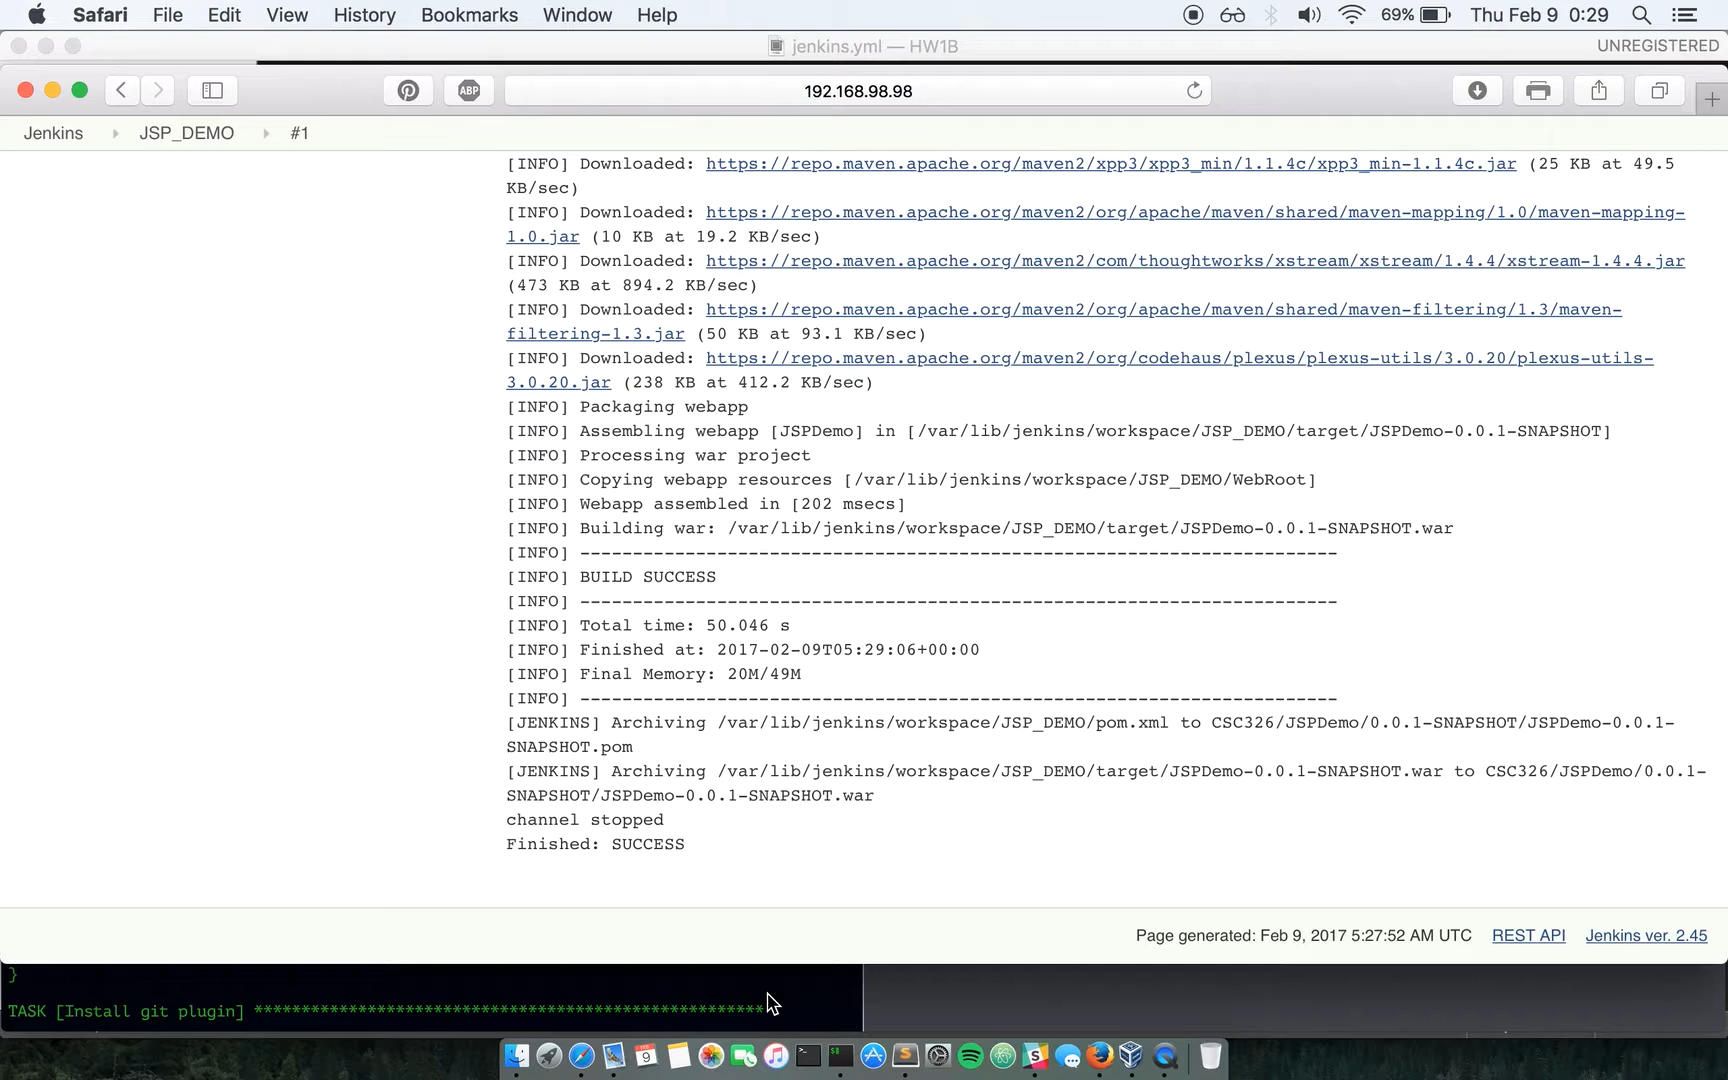 Safari File Edit View History Bookmarks Window Help 69% Thu Feb 9 0:29
jenkins.yml — HW1B UNREGISTERED
ABP 192.168.98.98
Jenkins JSP_DEMO #1
[INFO] Downloaded: https://repo.maven.apache.org/maven2/xpp3/xpp3_min/1.1.4c/xpp3_min-1.1.4c.jar (25 KB at 49.5
KB/sec)
[INFO] Downloaded: https://repo.maven.apache.org/maven2/org/apache/maven/shared/maven-mapping/1.0/maven-mapping-
1.0.jar (10 KB at 19.2 KB/sec)
[INFO] Downloaded: https://repo.maven.apache.org/maven2/com/thoughtworks/xstream/xstream/1.4.4/xstream-1.4.4.jar
(473 KB at 894.2 KB/sec)
[INFO] Downloaded: https://repo.maven.apache.org/maven2/org/apache/maven/shared/maven-filtering/1.3/maven-
filtering-1.3.jar (50 KB at 93.1 KB/sec)
[INFO] Downloaded: https://repo.maven.apache.org/maven2/org/codehaus/plexus/plexus-utils/3.0.20/plexus-utils-
3.0.20.jar (238 KB at 412.2 KB/sec)
[INFO] Packaging webapp
[INFO] Assembling webapp [JSPDemo] in [/var/lib/jenkins/workspace/JSP_DEMO/target/JSPDemo-0.0.1-SNAPSHOT]
[INFO] Processing war project
[INFO] Copying webapp resources [/var/lib/jenkins/workspace/JSP_DEMO/WebRoot]
[INFO] Webapp assembled in [202 msecs]
[INFO] Building war: /var/lib/jenkins/workspace/JSP_DEMO/target/JSPDemo-0.0.1-SNAPSHOT.war
[INFO] ------------------------------------------------------------------------
[INFO] BUILD SUCCESS
[INFO] ------------------------------------------------------------------------
[INFO] Total time: 50.046 s
[INFO] Finished at: 2017-02-09T05:29:06+00:00
[INFO] Final Memory: 20M/49M
[INFO] ------------------------------------------------------------------------
[JENKINS] Archiving /var/lib/jenkins/workspace/JSP_DEMO/pom.xml to CSC326/JSPDemo/0.0.1-SNAPSHOT/JSPDemo-0.0.1-
SNAPSHOT.pom
[JENKINS] Archiving /var/lib/jenkins/workspace/JSP_DEMO/target/JSPDemo-0.0.1-SNAPSHOT.war to CSC326/JSPDemo/0.0.1-
SNAPSHOT/JSPDemo-0.0.1-SNAPSHOT.war
channel stopped
Finished: SUCCESS
Page generated: Feb 9, 2017 5:27:52 AM UTC REST API Jenkins ver. 2.45
}
TASK [Install git plugin] *******************************************************